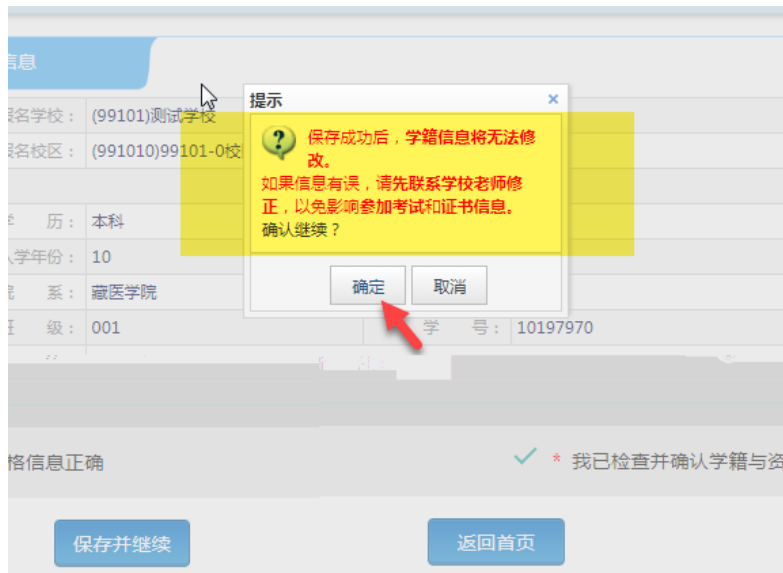 信息
提示
报名学校： (99101)测试学校
保存成功后，学籍信息将无法修
改。
报名校区： (991010)99101-0校
如果信息有误，请先联系学校老师修
正，以免影响参加考试和证书信息。
确认继续？
历： 本科
入学年份： 10
确定 取消
系： 藏医学院
级： 001 学 号： 10197970
格信息正确 * 我已检查并确认学籍与资
保存并继续 返回首页